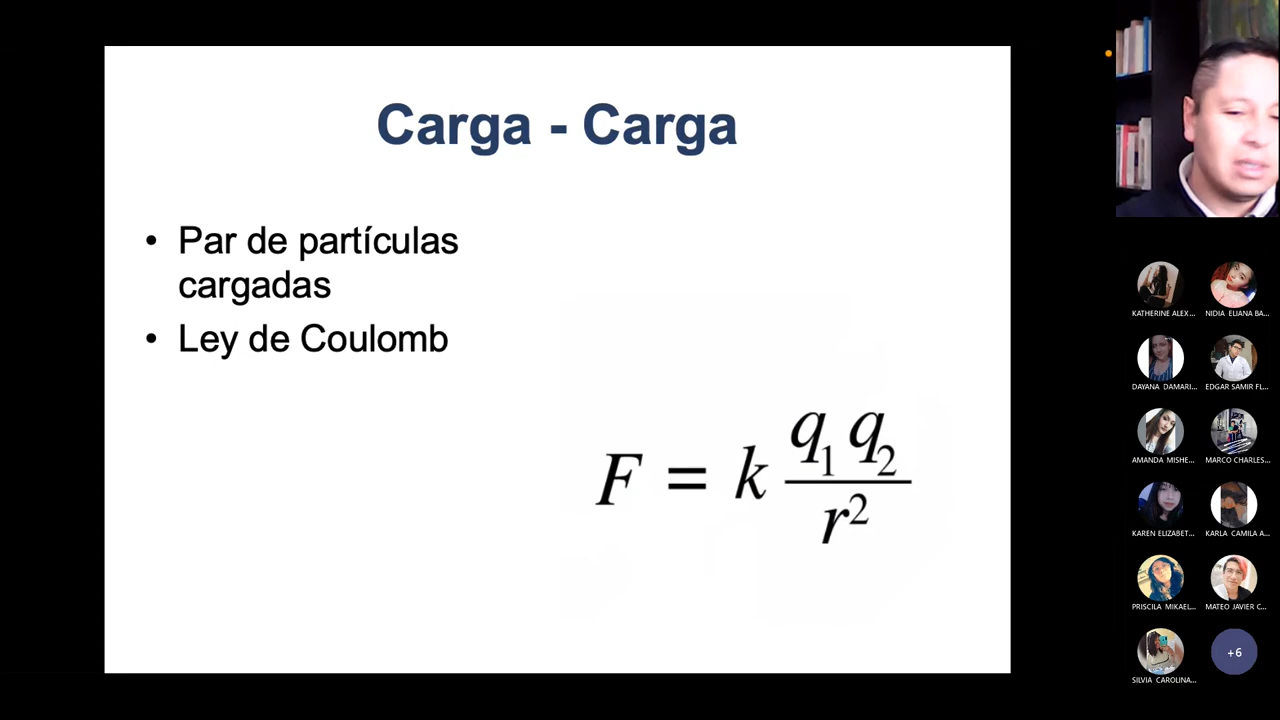 Carga - Carga
• Par de partículas
cargadas
• Ley de Coulomb
F = k q₁ q₂ / r²
KATHERINE ALEX...
NIDIA ELIANA BA...
DAYANA DAMARI...
EDGAR SAMIR FL...
AMANDA MISHE...
MARCO CHARLES...
KAREN ELIZABET...
KARLA CAMILA A...
PRISCILA MIKAEL...
MATEO JAVIER C...
SILVIA CAROLINA...
+6